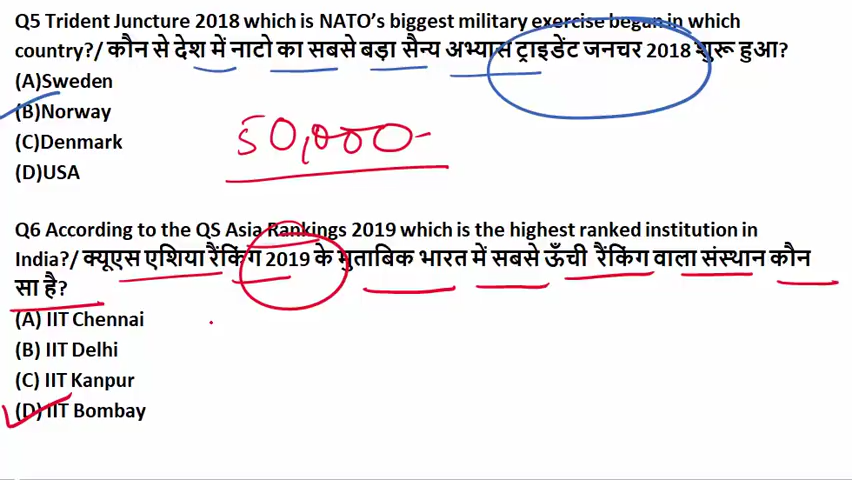 Q5 Trident Juncture 2018 which is NATO's biggest military exercise began in which
country?/ कौन से देश में नाटो का सबसे बड़ा सैन्य अभ्यास ट्राइडेंट जनचर 2018 शुरू हुआ?
(A)Sweden
(B)Norway
50,000
(C)Denmark
(D)USA
Q6 According to the QS Asia Rankings 2019 which is the highest ranked institution in
India?/ क्यूएस एशिया रैंकिंग 2019 के मुताबिक भारत में सबसे ऊँची रैंकिंग वाला संस्थान कौन
सा है?
(A) IIT Chennai
(B) IIT Delhi
(C) IIT Kanpur
(D) IIT Bombay